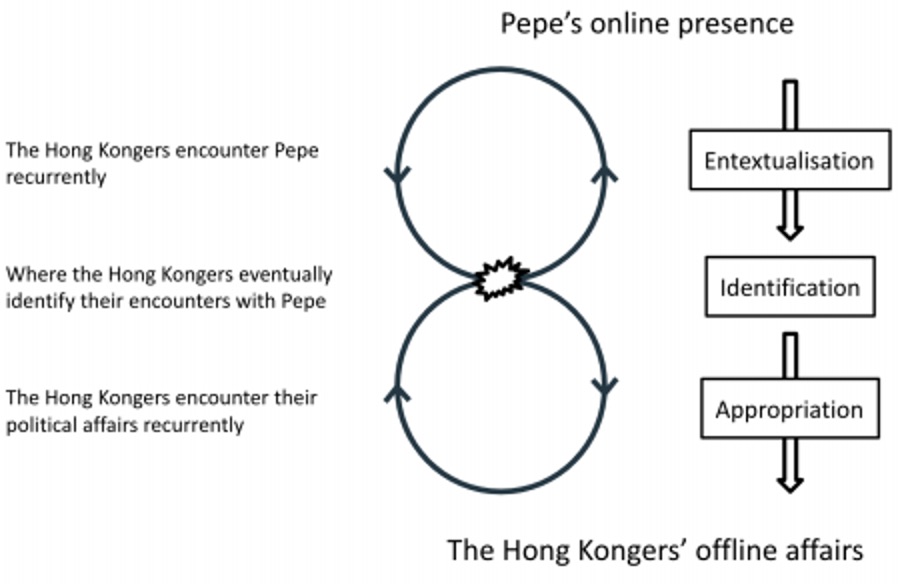 Pepe’s online presence
The Hong Kongers encounter Pepe
recurrently
Entextualisation
Where the Hong Kongers eventually
identify their encounters with Pepe
Identification
The Hong Kongers encounter their
political affairs recurrently
Appropriation
The Hong Kongers’ offline affairs